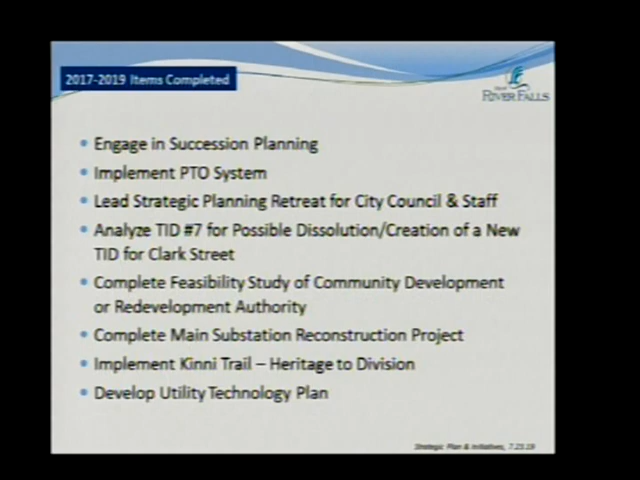 2017-2019 Items Completed
RIVER FALLS
• Engage in Succession Planning
• Implement PTO System
• Lead Strategic Planning Retreat for City Council & Staff
• Analyze TID #7 for Possible Dissolution/Creation of a New
TID for Clark Street
• Complete Feasibility Study of Community Development
or Redevelopment Authority
• Complete Main Substation Reconstruction Project
• Implement Kinni Trail – Heritage to Division
• Develop Utility Technology Plan
Strategic Plan & Initiatives, 7.23.19